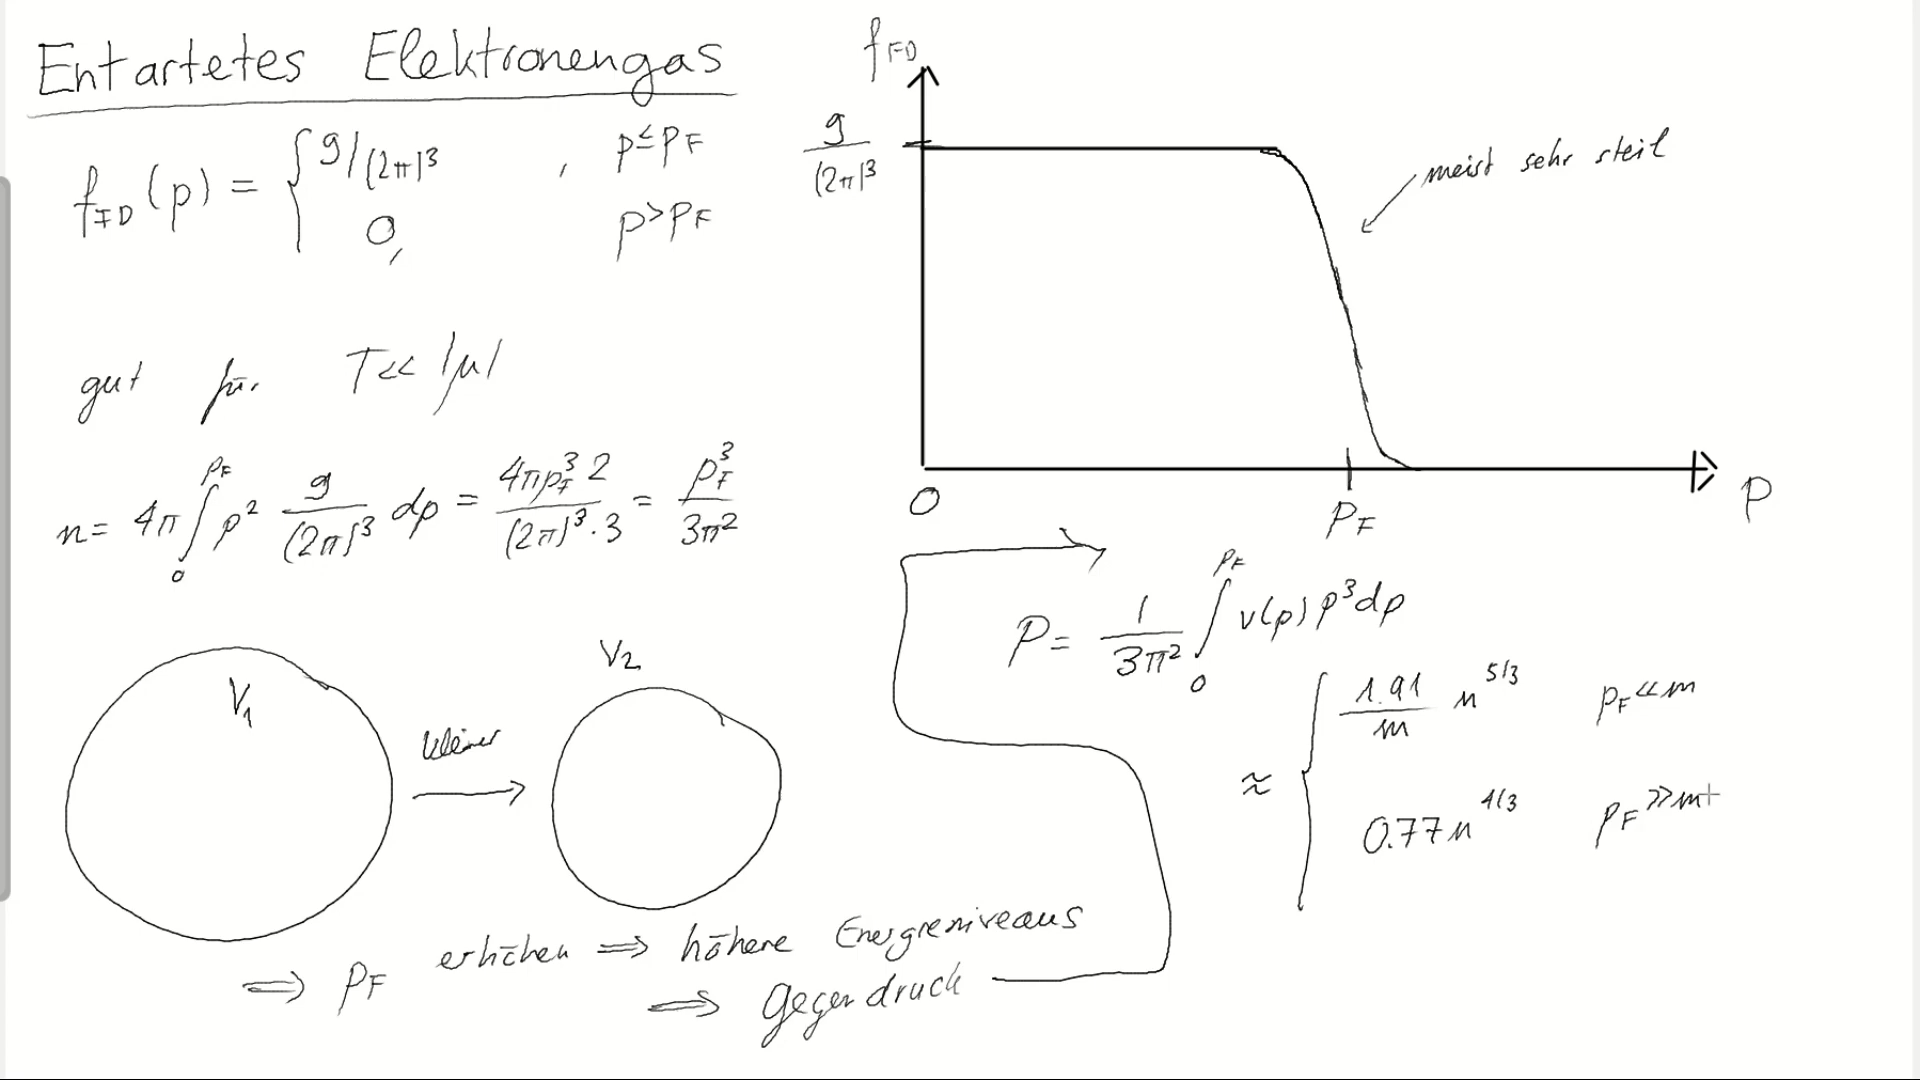 Entartetes Elektronengas
f_FD(p) = { g/(2π)³ , p≤p_F
0, p>p_F
gut für T<<|μ|
n = 4π ∫₀^{p_F} p² g/(2π)³ dp = 4πp_F³ 2/((2π)³·3) = p_F³/3π²
V₁
kleiner
V₂
⇒ p_F erhöhen ⇒ höhere Energieniveaus
⇒ Gegendruck
f_FD
g/(2π)³
meist sehr steil
0
p_F
p
P = 1/3π² ∫₀^{p_F} v(p) p³ dp
≈ { 1.91/m n^{5/3} p_F<<m
0.77 n^{4/3} p_F>>m